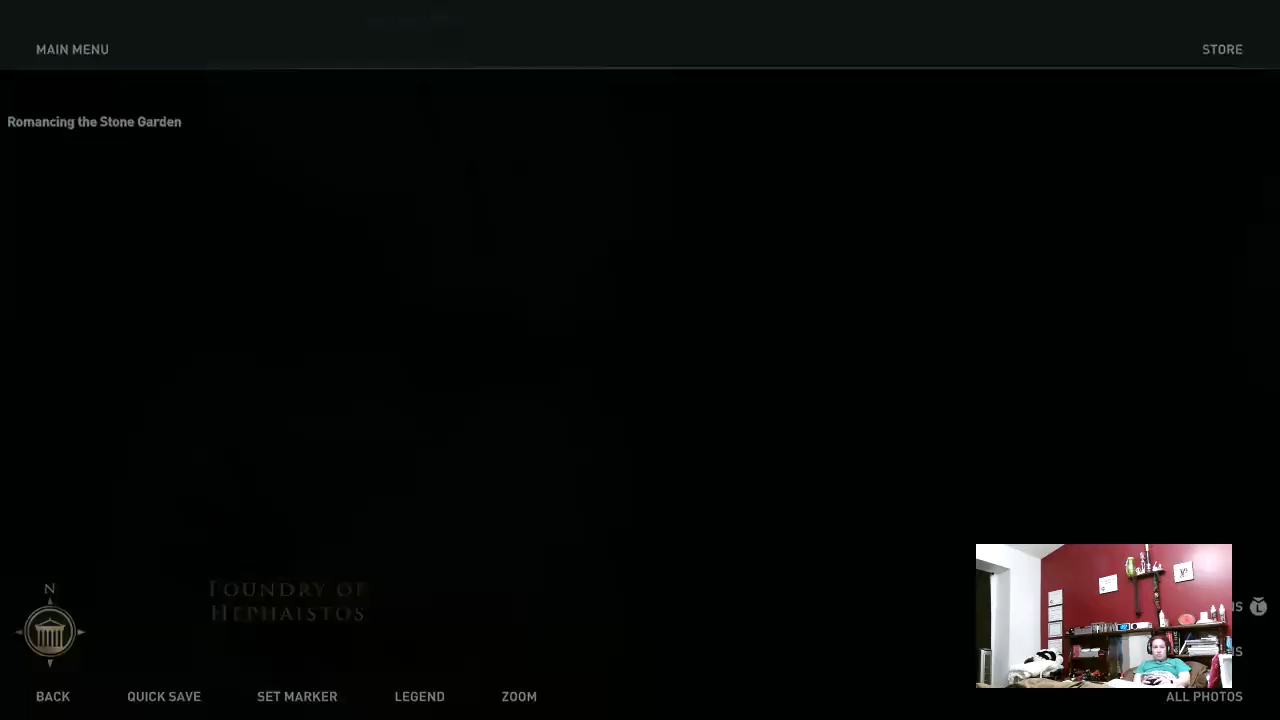 MAIN MENU
STORE
Romancing the Stone Garden
N
FOUNDRY OF
HEPHAISTOS
L
BACK
QUICK SAVE
SET MARKER
LEGEND
ZOOM
ALL PHOTOS